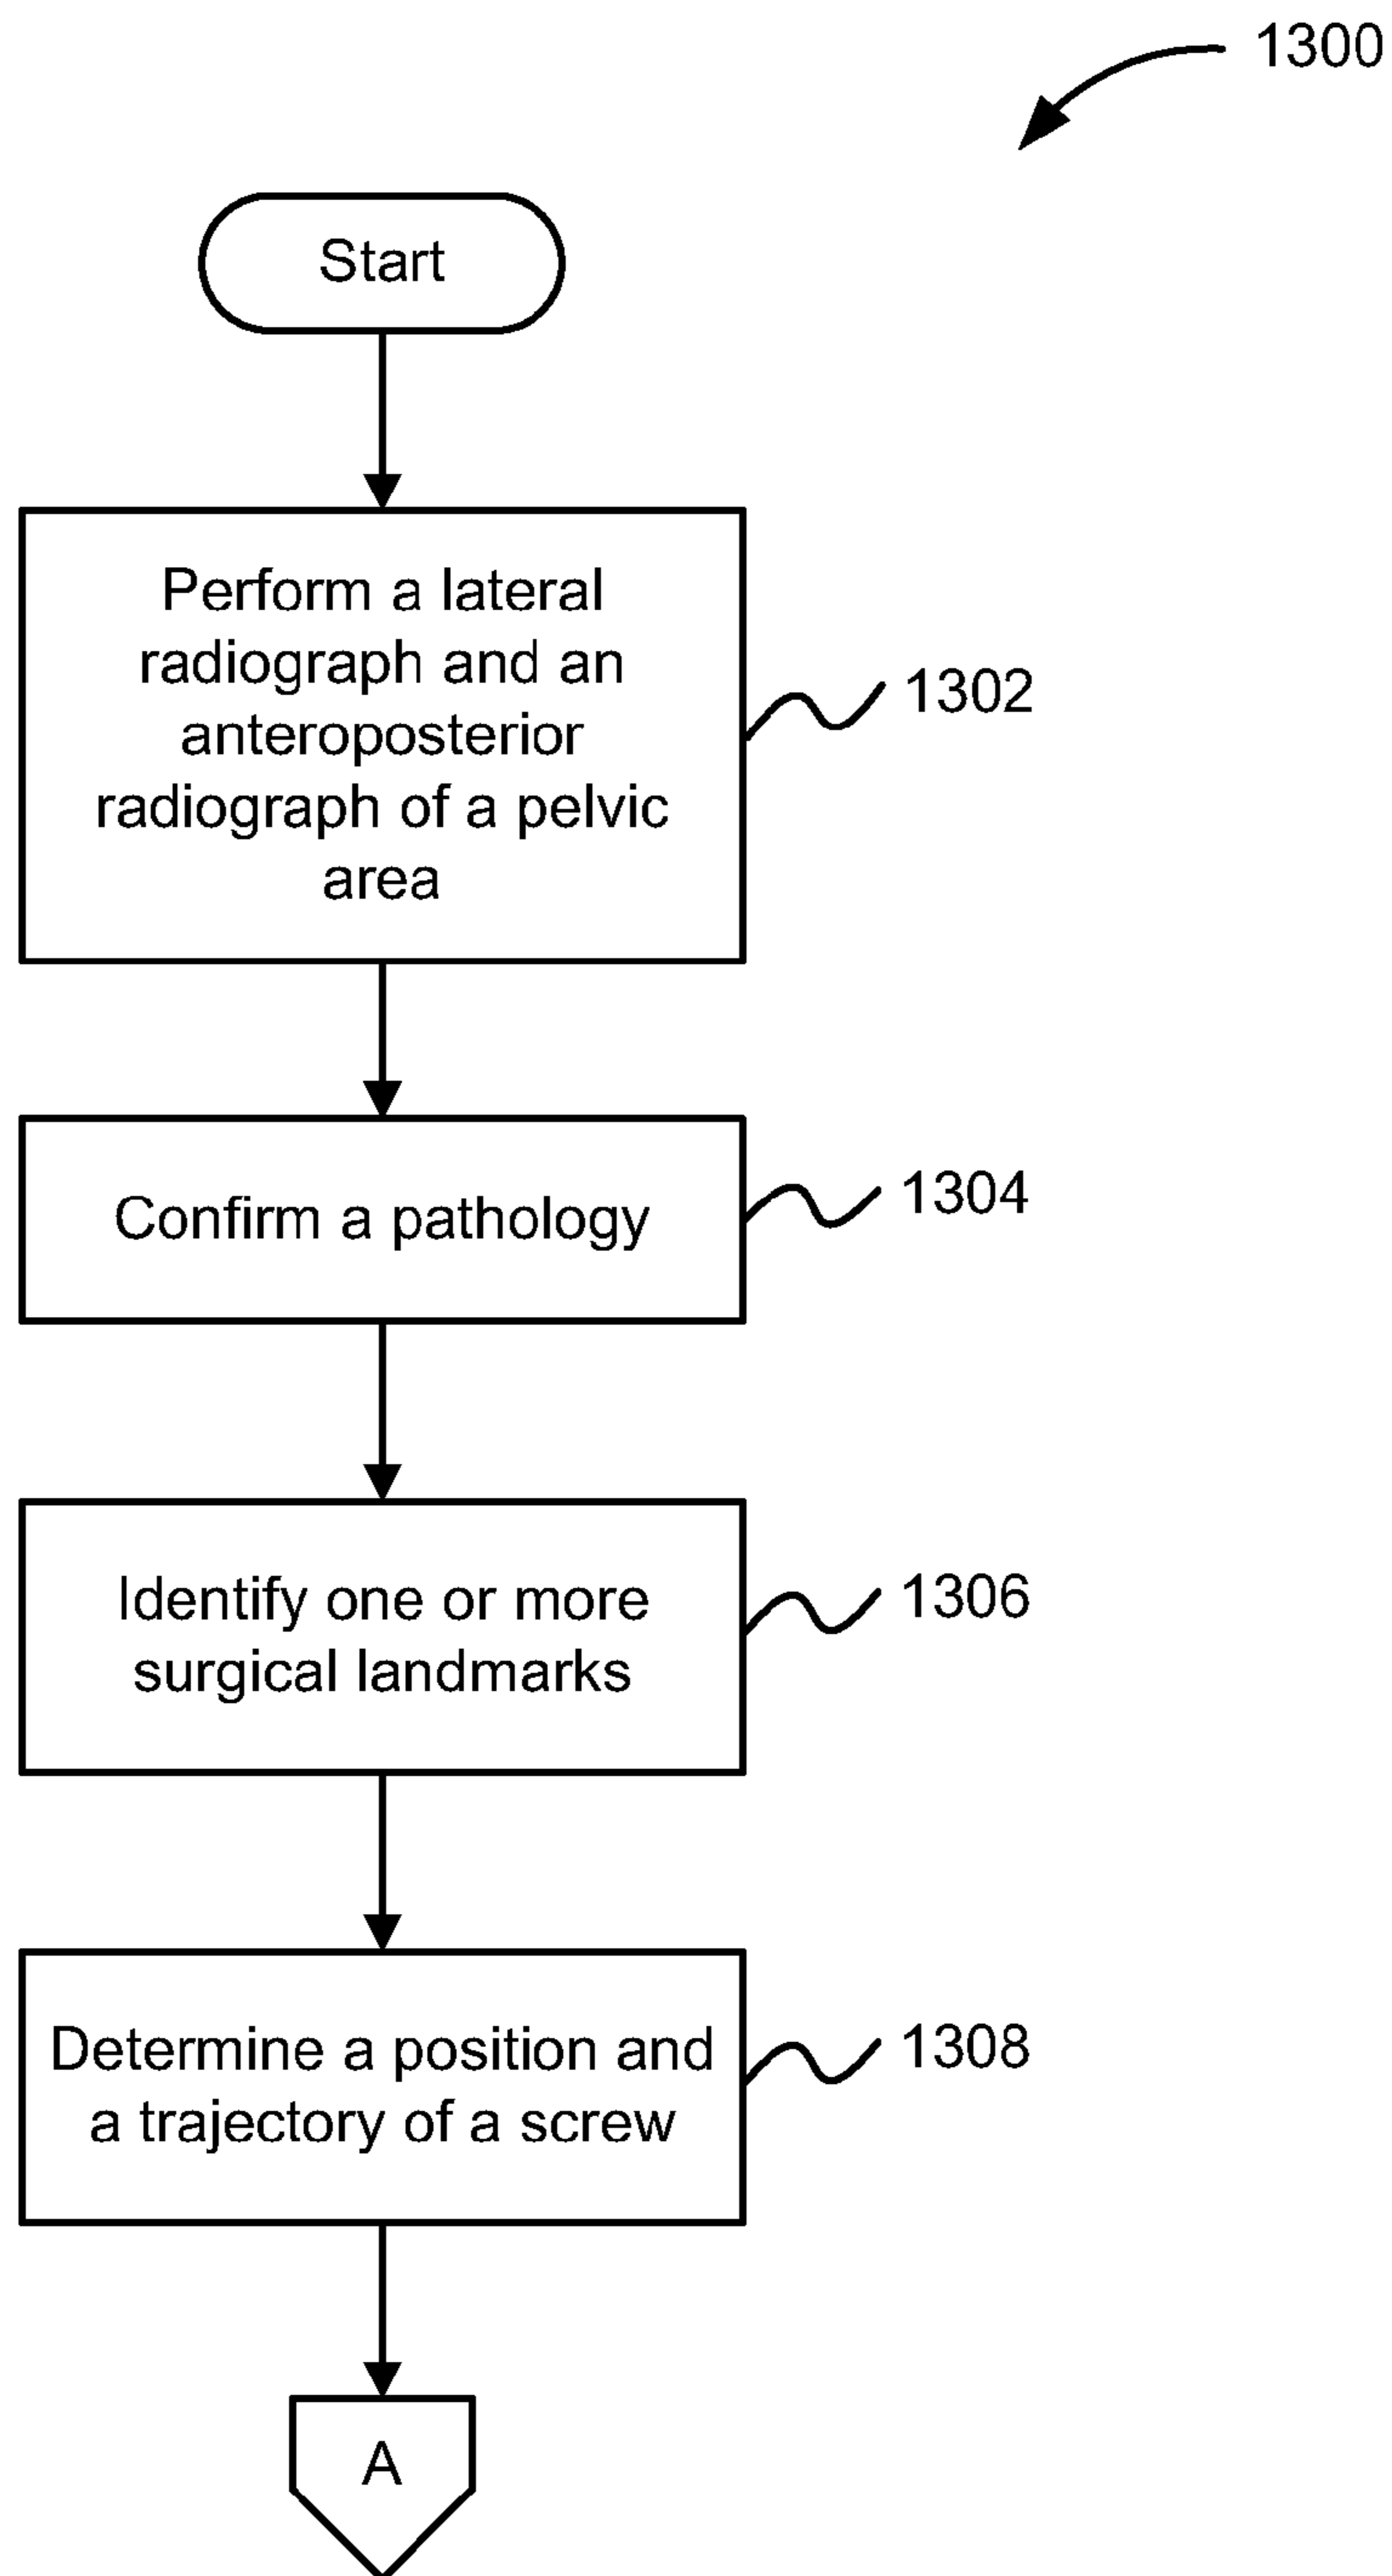 1300
Start
Perform a lateral
radiograph and an
anteroposterior
radiograph of a pelvic
area
1302
Confirm a pathology
1304
Identify one or more
surgical landmarks
1306
Determine a position and
a trajectory of a screw
1308
A